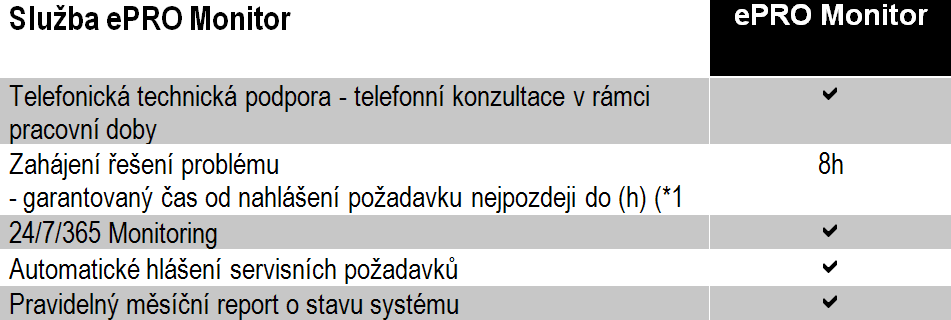 Služba ePRO Monitor
ePRO Monitor
Telefonická technická podpora - telefonní konzultace v rámci
pracovní doby
✓
Zahájení řešení problému
- garantovaný čas od nahlášení požadavku nejpozdeji do (h) (*1
8h
24/7/365 Monitoring
✓
Automatické hlášení servisních požadavků
✓
Pravidelný měsíční report o stavu systému
✓